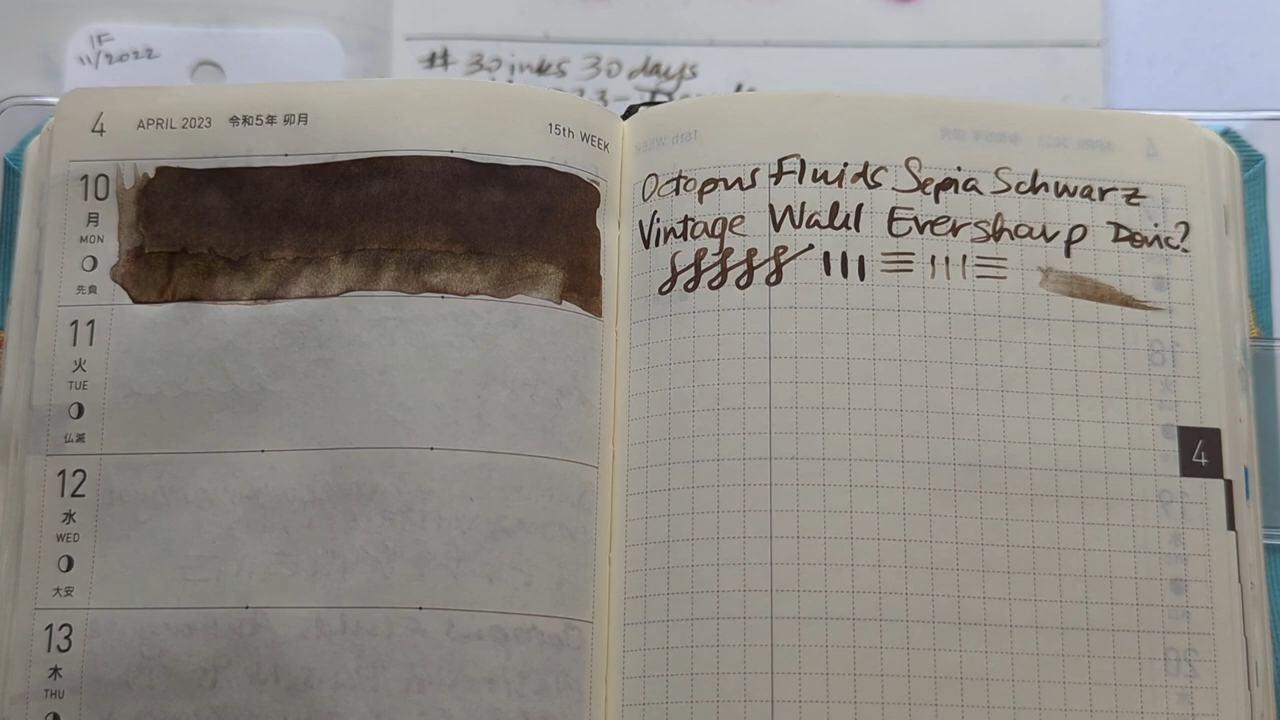 IF
11/2022
# 30 inks 30 days
4 APRIL 2023 令和5年 卯月 15th WEEK
10
月
MON
先負
11
火
TUE
仏滅
12
水
WED
大安
13
木
THU
Octopus Fluids Sepia Schwarz
Vintage Wahl Eversharp Doric?
4